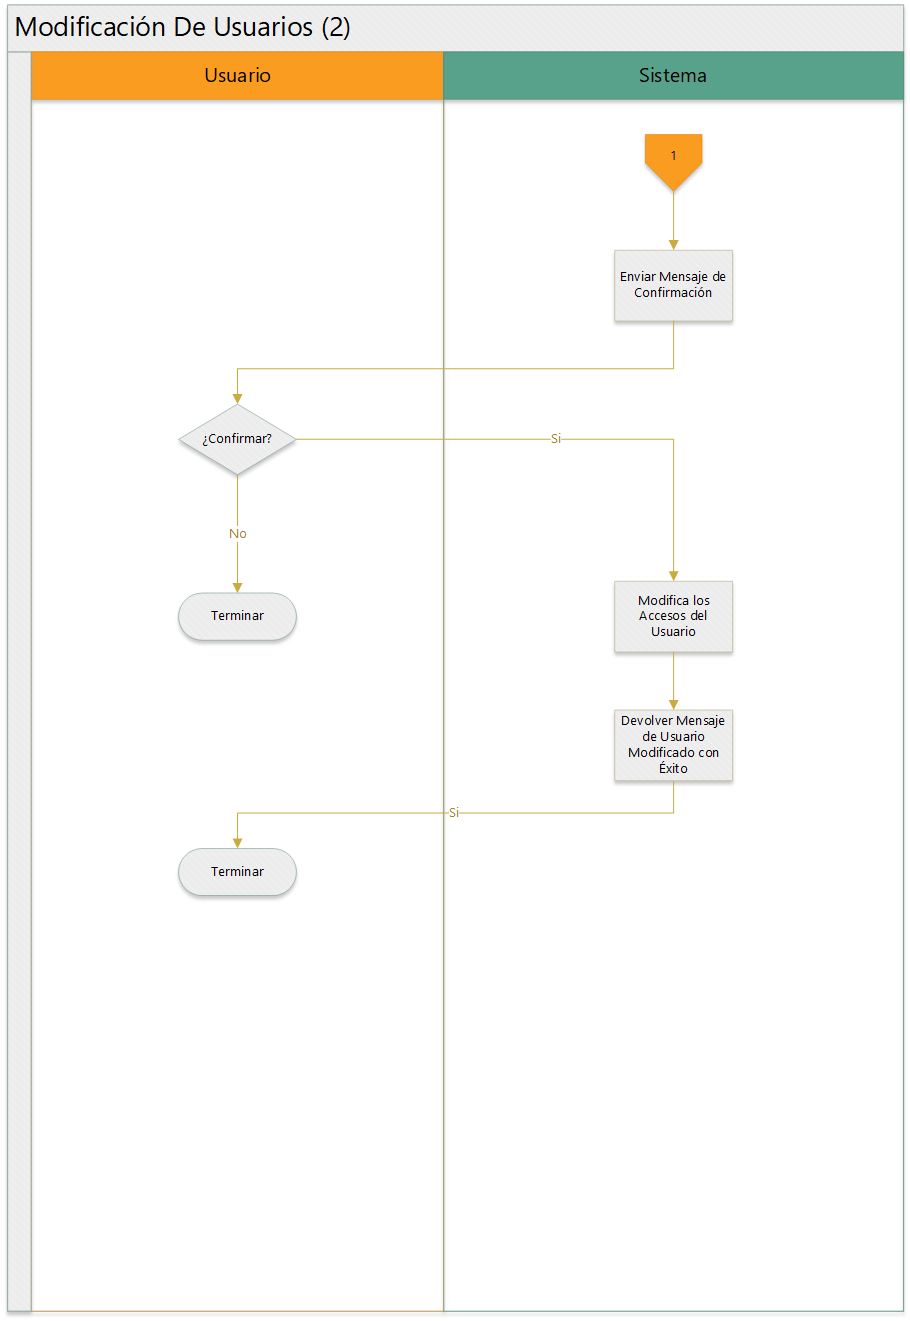 Modificación De Usuarios (2)
Usuario
Sistema
1
Enviar Mensaje de
Confirmación
¿Confirmar?
Si
No
Terminar
Modifica los
Accesos del
Usuario
Devolver Mensaje
de Usuario
Modificado con
Éxito
Si
Terminar